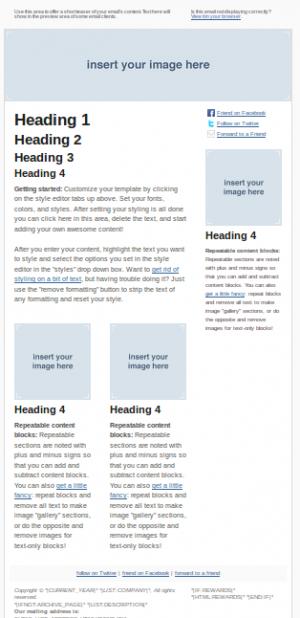 Use this area to offer a short teaser of your email's content. Text here will
show in the preview area of some email clients.
Is this email not displaying correctly?
View it in your browser.
insert your image here
Heading 1
Heading 2
Heading 3
Heading 4
Getting started: Customize your template by clicking
on the style editor tabs up above. Set your fonts,
colors, and styles. After setting your styling is all done
you can click here in this area, delete the text, and start
adding your own awesome content!
After you enter your content, highlight the text you want
to style and select the options you set in the style
editor in the "styles" drop down box. Want to get rid of
styling on a bit of text, but having trouble doing it? Just
use the "remove formatting" button to strip the text of
any formatting and reset your style.
insert your
image here
Heading 4
Repeatable content
blocks: Repeatable
sections are noted with
plus and minus signs so
that you can add and
subtract content blocks.
You can also get a little
fancy: repeat blocks and
remove all text to make
image "gallery" sections,
or do the opposite and
remove images for
text-only blocks!
insert your
image here
Heading 4
Repeatable content
blocks: Repeatable
sections are noted with
plus and minus signs so
that you can add and
subtract content blocks.
You can also get a little
fancy: repeat blocks and
remove all text to make
image "gallery" sections,
or do the opposite and
remove images for
text-only blocks!
Friend on Facebook
Follow on Twitter
Forward to a Friend
insert your
image here
Heading 4
Repeatable content blocks:
Repeatable sections are noted
with plus and minus signs so
that you can add and subtract
content blocks. You can also
get a little fancy: repeat blocks
and remove all text to make
image "gallery" sections, or do
the opposite and remove
images for text-only blocks!
follow on Twitter | friend on Facebook | forward to a friend
Copyright © *|CURRENT_YEAR|* *|LIST:COMPANY|*, All rights
reserved.
*|IFNOT:ARCHIVE_PAGE|* *|LIST:DESCRIPTION|*
Our mailing address is:
*|IF:REWARDS|*
*|HTML:REWARDS|* *|END:IF|*